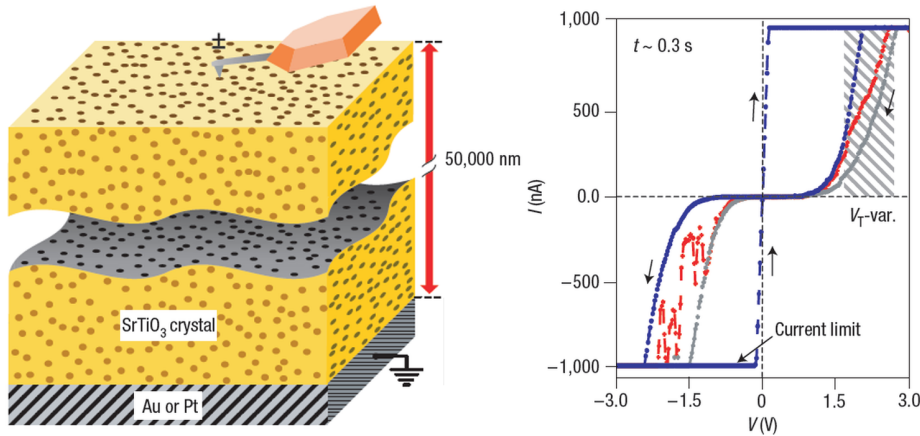 ±
50,000 nm
SrTiO₃ crystal
Au or Pt
1,000
500
0.0
−500
−1,000
I (nA)
t ~ 0.3 s
V_T-var.
Current limit
−3.0
−1.5
0
1.5
3.0
V (V)